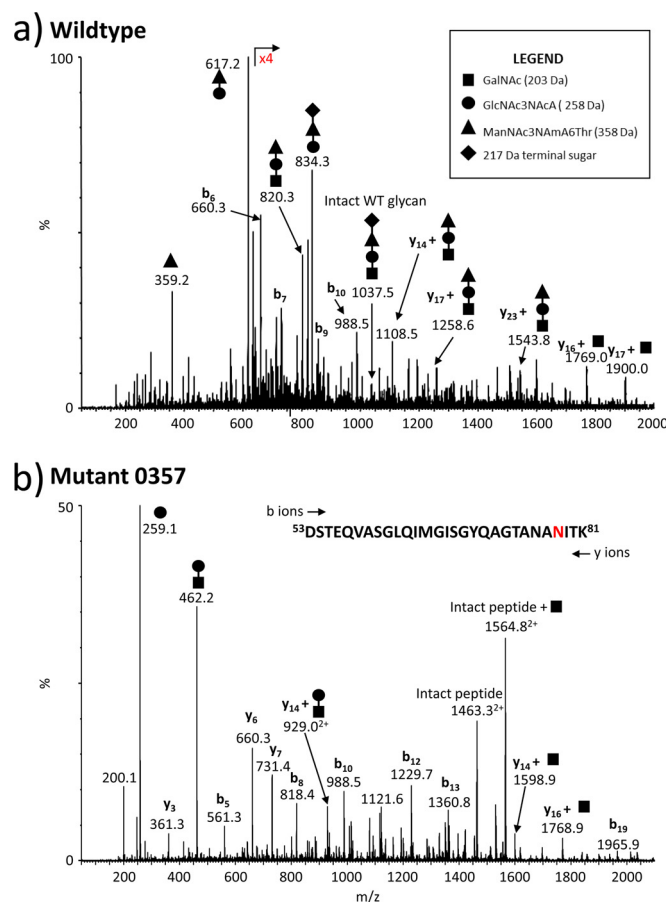 a) Wildtype
100
617.2
x4
834.3
820.3
b6
660.3
Intact WT glycan
y14 +
%
359.2
b7
b10
1037.5
988.5
y17 +
1108.5
1258.6
y23 +
1543.8
b9
y16 +
1769.0
y17 +
1900.0
0
200 400 600 800 1000 1200 1400 1600 1800 2000
LEGEND
GalNAc (203 Da)
GlcNAc3NAcA ( 258 Da)
ManNAc3NAmA6Thr (358 Da)
217 Da terminal sugar
b) Mutant 0357
50
259.1
b ions →
53DSTEQVASGLQIMGISGYQAGTANANITK81
← y ions
462.2
Intact peptide +
1564.82+
%
Intact peptide
1463.32+
y14 +
929.02+
y6
660.3
y7
731.4
200.1
y3
361.3
b5
561.3
b8
818.4
b10
988.5
1121.6
b12
1229.7
b13
1360.8
y14 +
1598.9
y16 +
1768.9
b19
1965.9
0
200 400 600 800 1000 1200 1400 1600 1800 2000
m/z